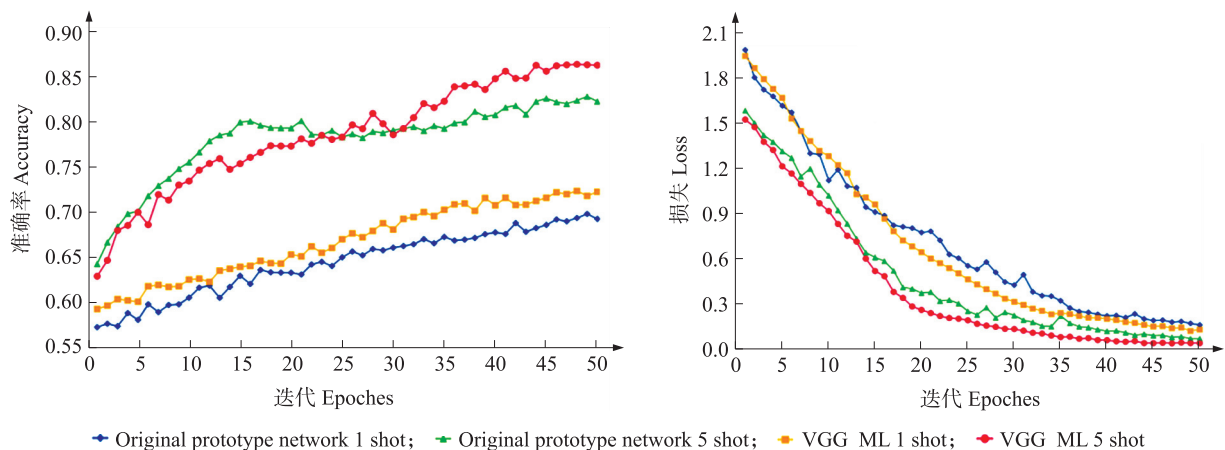 0.90
0.85
0.80
0.75
0.70
0.65
0.60
0.55
准确率 Accuracy
0 5 10 15 20 25 30 35 40 45 50
迭代 Epoches
2.1
1.8
1.5
1.2
0.9
0.6
0.3
0.0
损失 Loss
0 5 10 15 20 25 30 35 40 45 50
迭代 Epoches
Original prototype network 1 shot； Original prototype network 5 shot； VGG_ML 1 shot； VGG_ML 5 shot